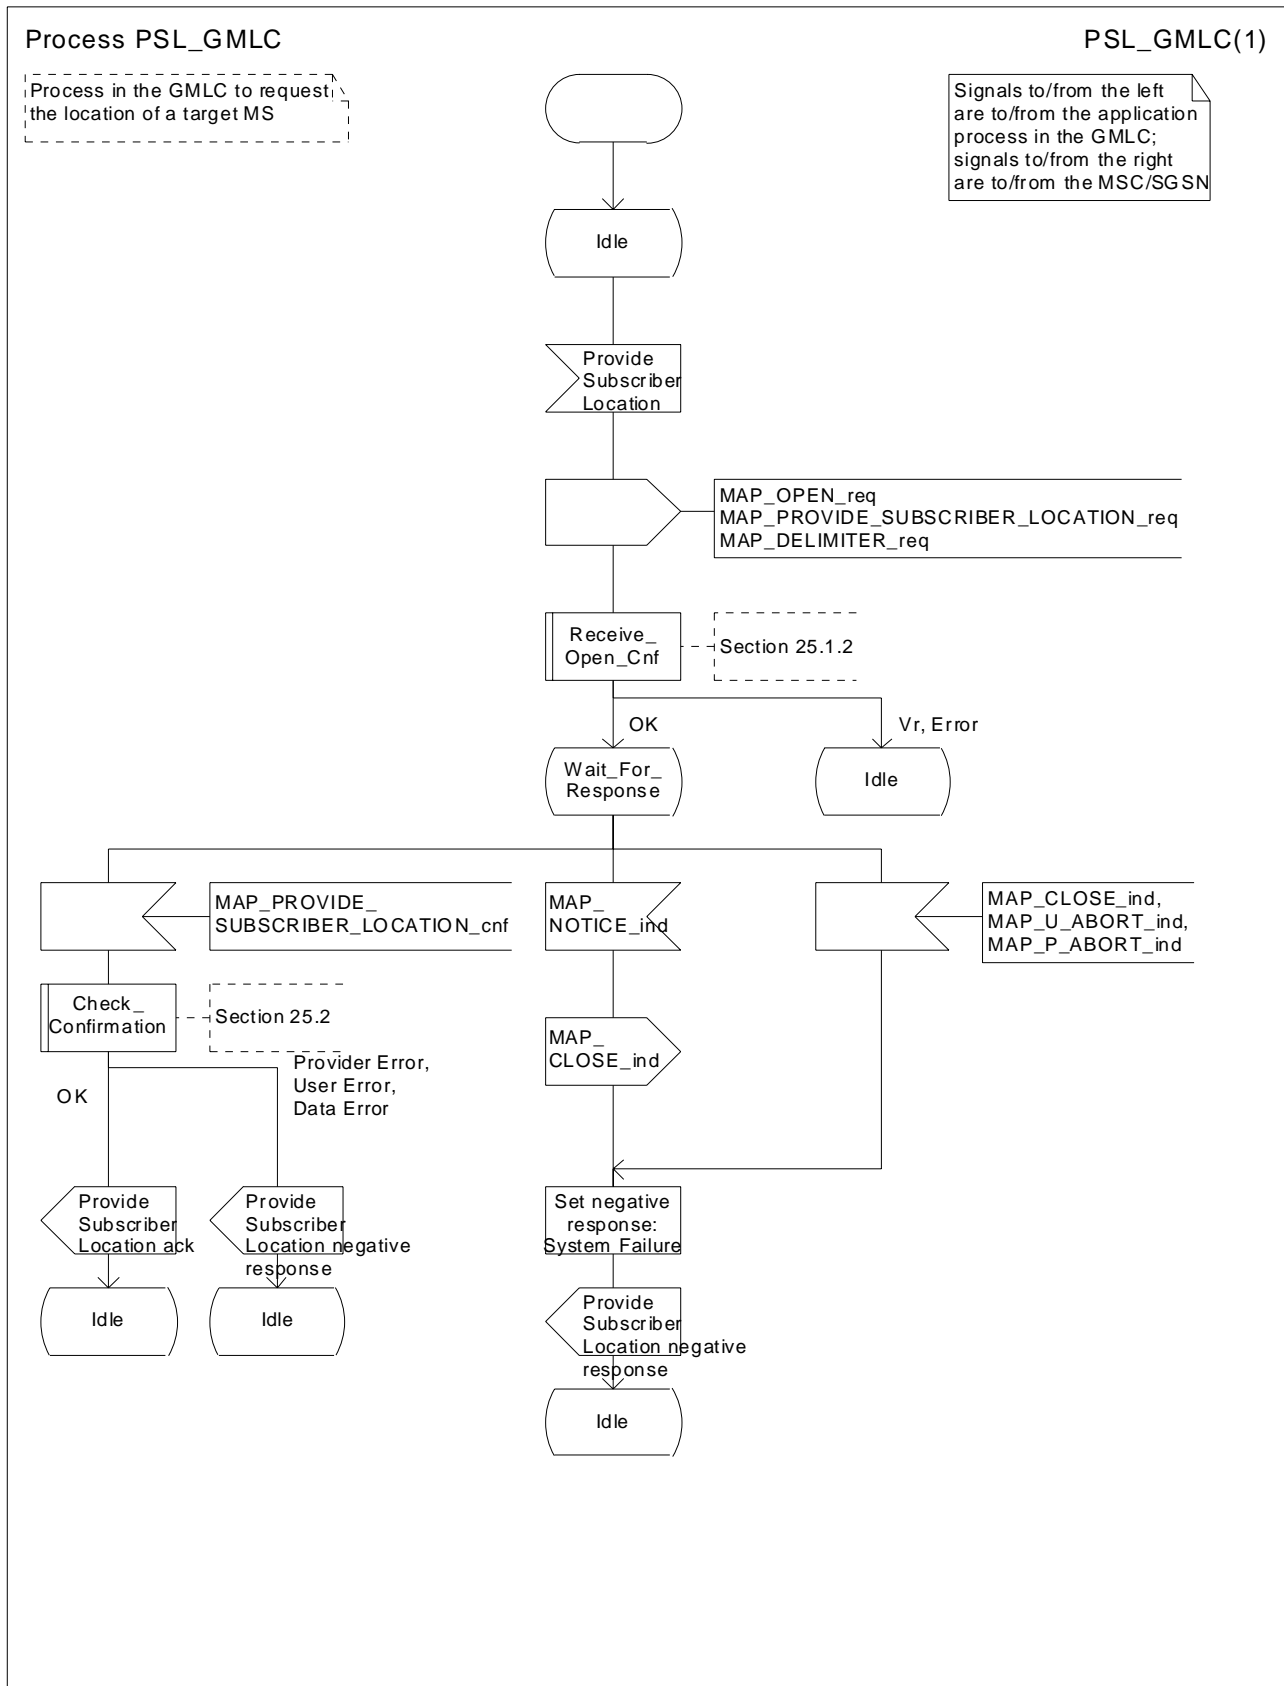 Process PSL_GMLC
PSL_GMLC(1)
Process in the GMLC to request
the location of a target MS
Signals to/from the left
are to/from the application
process in the GMLC;
signals to/from the right
are to/from the MSC/SGSN
Idle
Provide
Subscriber
Location
MAP_OPEN_req
MAP_PROVIDE_SUBSCRIBER_LOCATION_req
MAP_DELIMITER_req
Receive_
Open_Cnf
Section 25.1.2
OK
Vr, Error
Wait_For_
Response
Idle
MAP_PROVIDE_
SUBSCRIBER_LOCATION_cnf
MAP_
NOTICE_ind
MAP_CLOSE_ind,
MAP_U_ABORT_ind,
MAP_P_ABORT_ind
Check_
Confirmation
Section 25.2
MAP_
CLOSE_ind
OK
Provider Error,
User Error,
Data Error
Provide
Subscriber
Location ack
Provide
Subscriber
Location negative
response
Set negative
response:
System Failure
Idle
Idle
Provide
Subscriber
Location negative
response
Idle